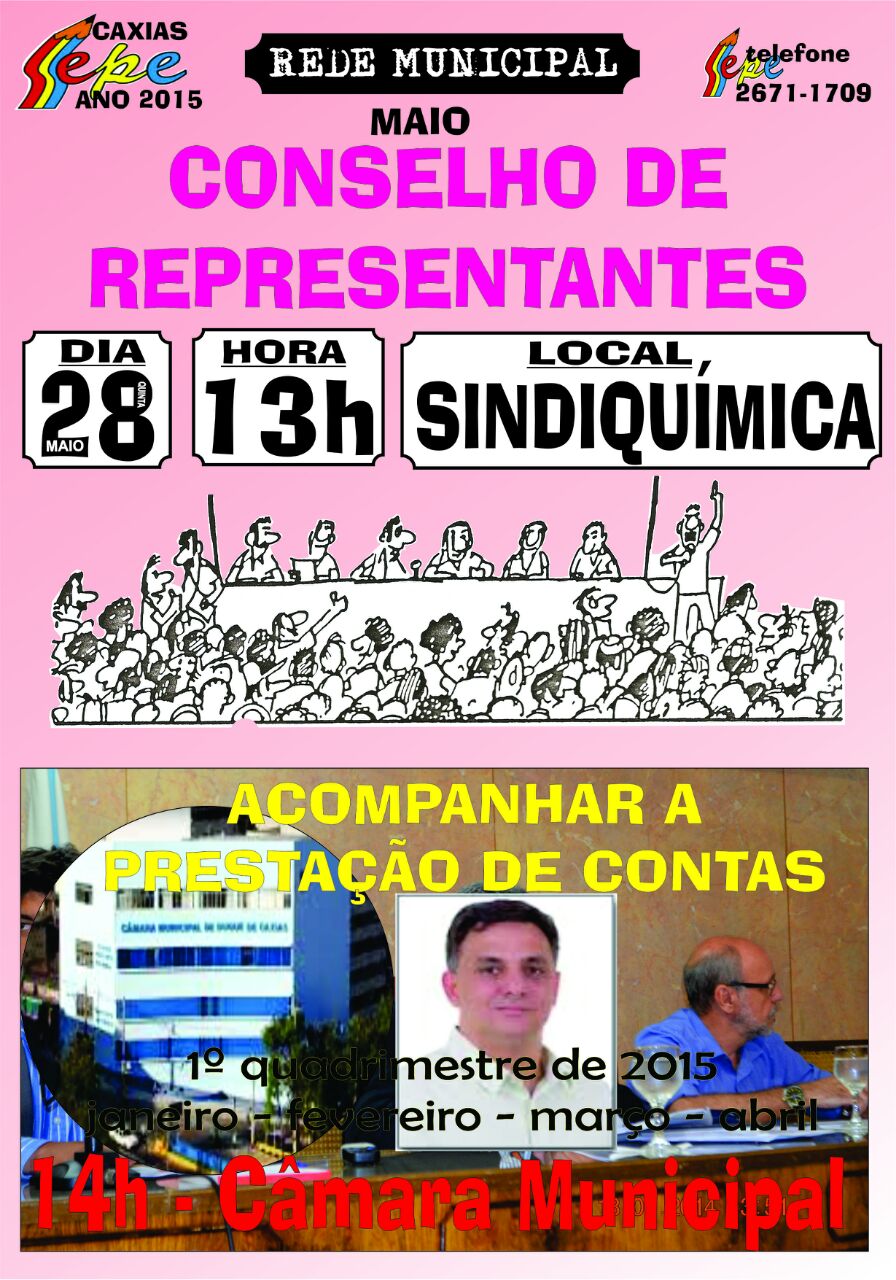 CAXIAS
Sepe
ANO 2015
REDE MUNICIPAL
Sepe
telefone
2671-1709
MAIO
CONSELHO DE
REPRESENTANTES
DIA
28
QUINTA
MAIO
HORA
13h
LOCAL
SINDIQUÍMICA
ACOMPANHAR A
PRESTAÇÃO DE CONTAS
CÂMARA MUNICIPAL DE DUQUE DE CAXIAS
1º quadrimestre de 2015
janeiro - fevereiro - março - abril
14h - Câmara Municipal